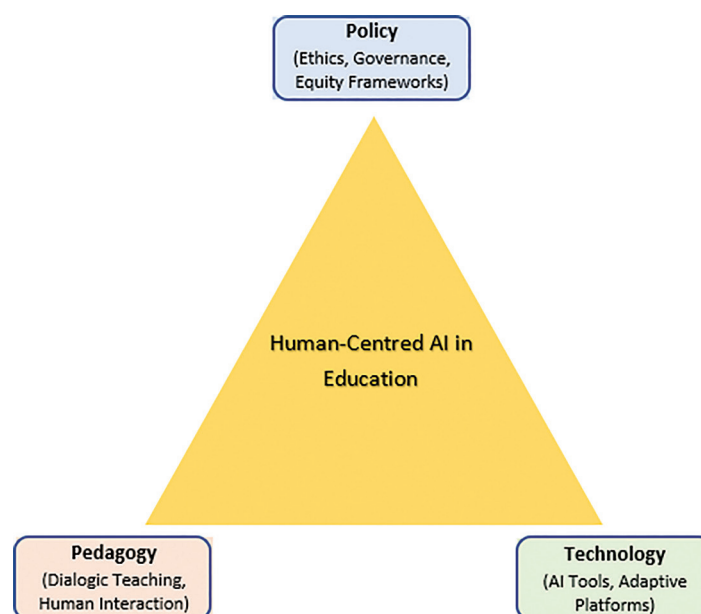 Policy
(Ethics, Governance,
Equity Frameworks)
Human-Centred AI in
Education
Pedagogy
(Dialogic Teaching,
Human Interaction)
Technology
(AI Tools, Adaptive
Platforms)